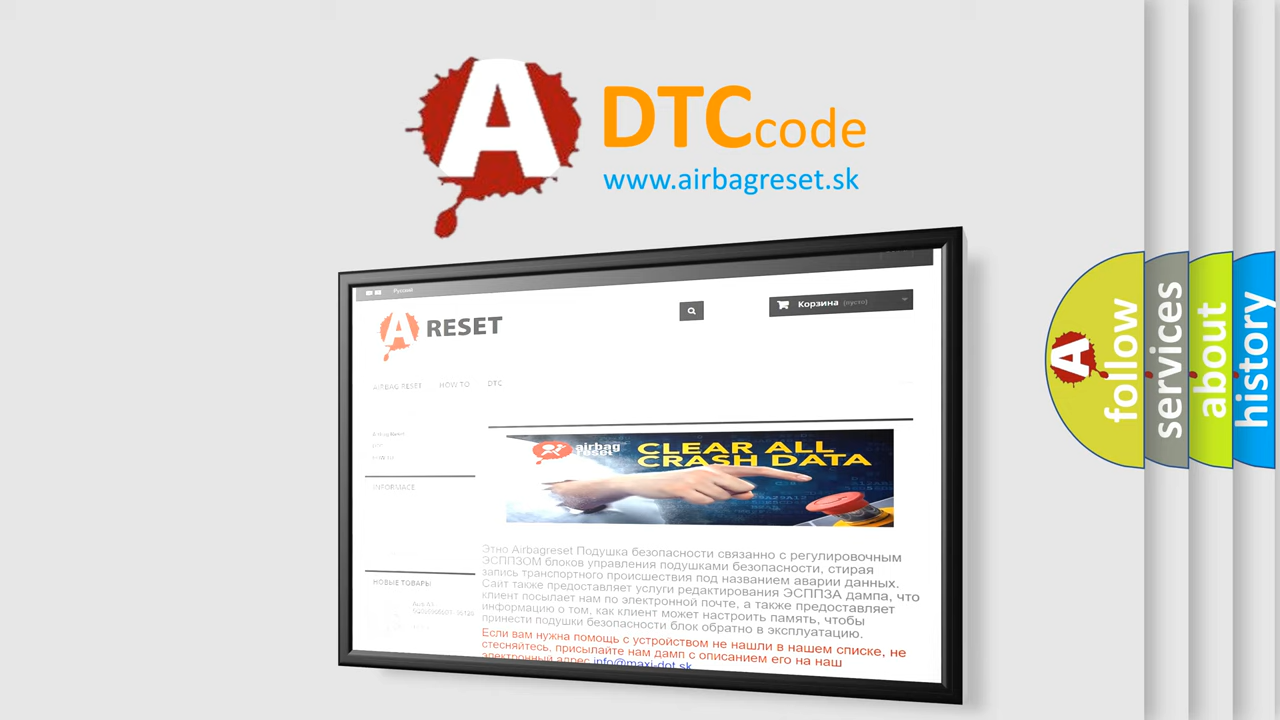 A DTCcode
www.airbagreset.sk
Русский
Корзина (пусто)
A RESET
AIRBAG RESET HOW TO DTC
Airbag Reset
HOW TO
INFORMACE
НОВЫЕ ТОВАРЫ
airbag
reset
CLEAR ALL
CRASH DATA
Этно Airbagreset Подушка безопасности связанно с регулировочным
ЭСППЗОМ блоков управления подушками безопасности, стирая
запись транспортного происшествия под названием аварии данных.
Сайт также предоставляет услуги редактирования ЭСППЗА дампа, что
клиент посылает нам по электронной почте, а также предоставляет
информацию о том, как клиент может настроить память, чтобы
принести подушки безопасности блок обратно в эксплуатацию.
Если вам нужна помощь с устройством не нашли в нашем списке, не
стесняйтесь, присылайте нам дамп с описанием его на наш
электронный адрес info@maxi-dot.sk
A follow
services
about
history